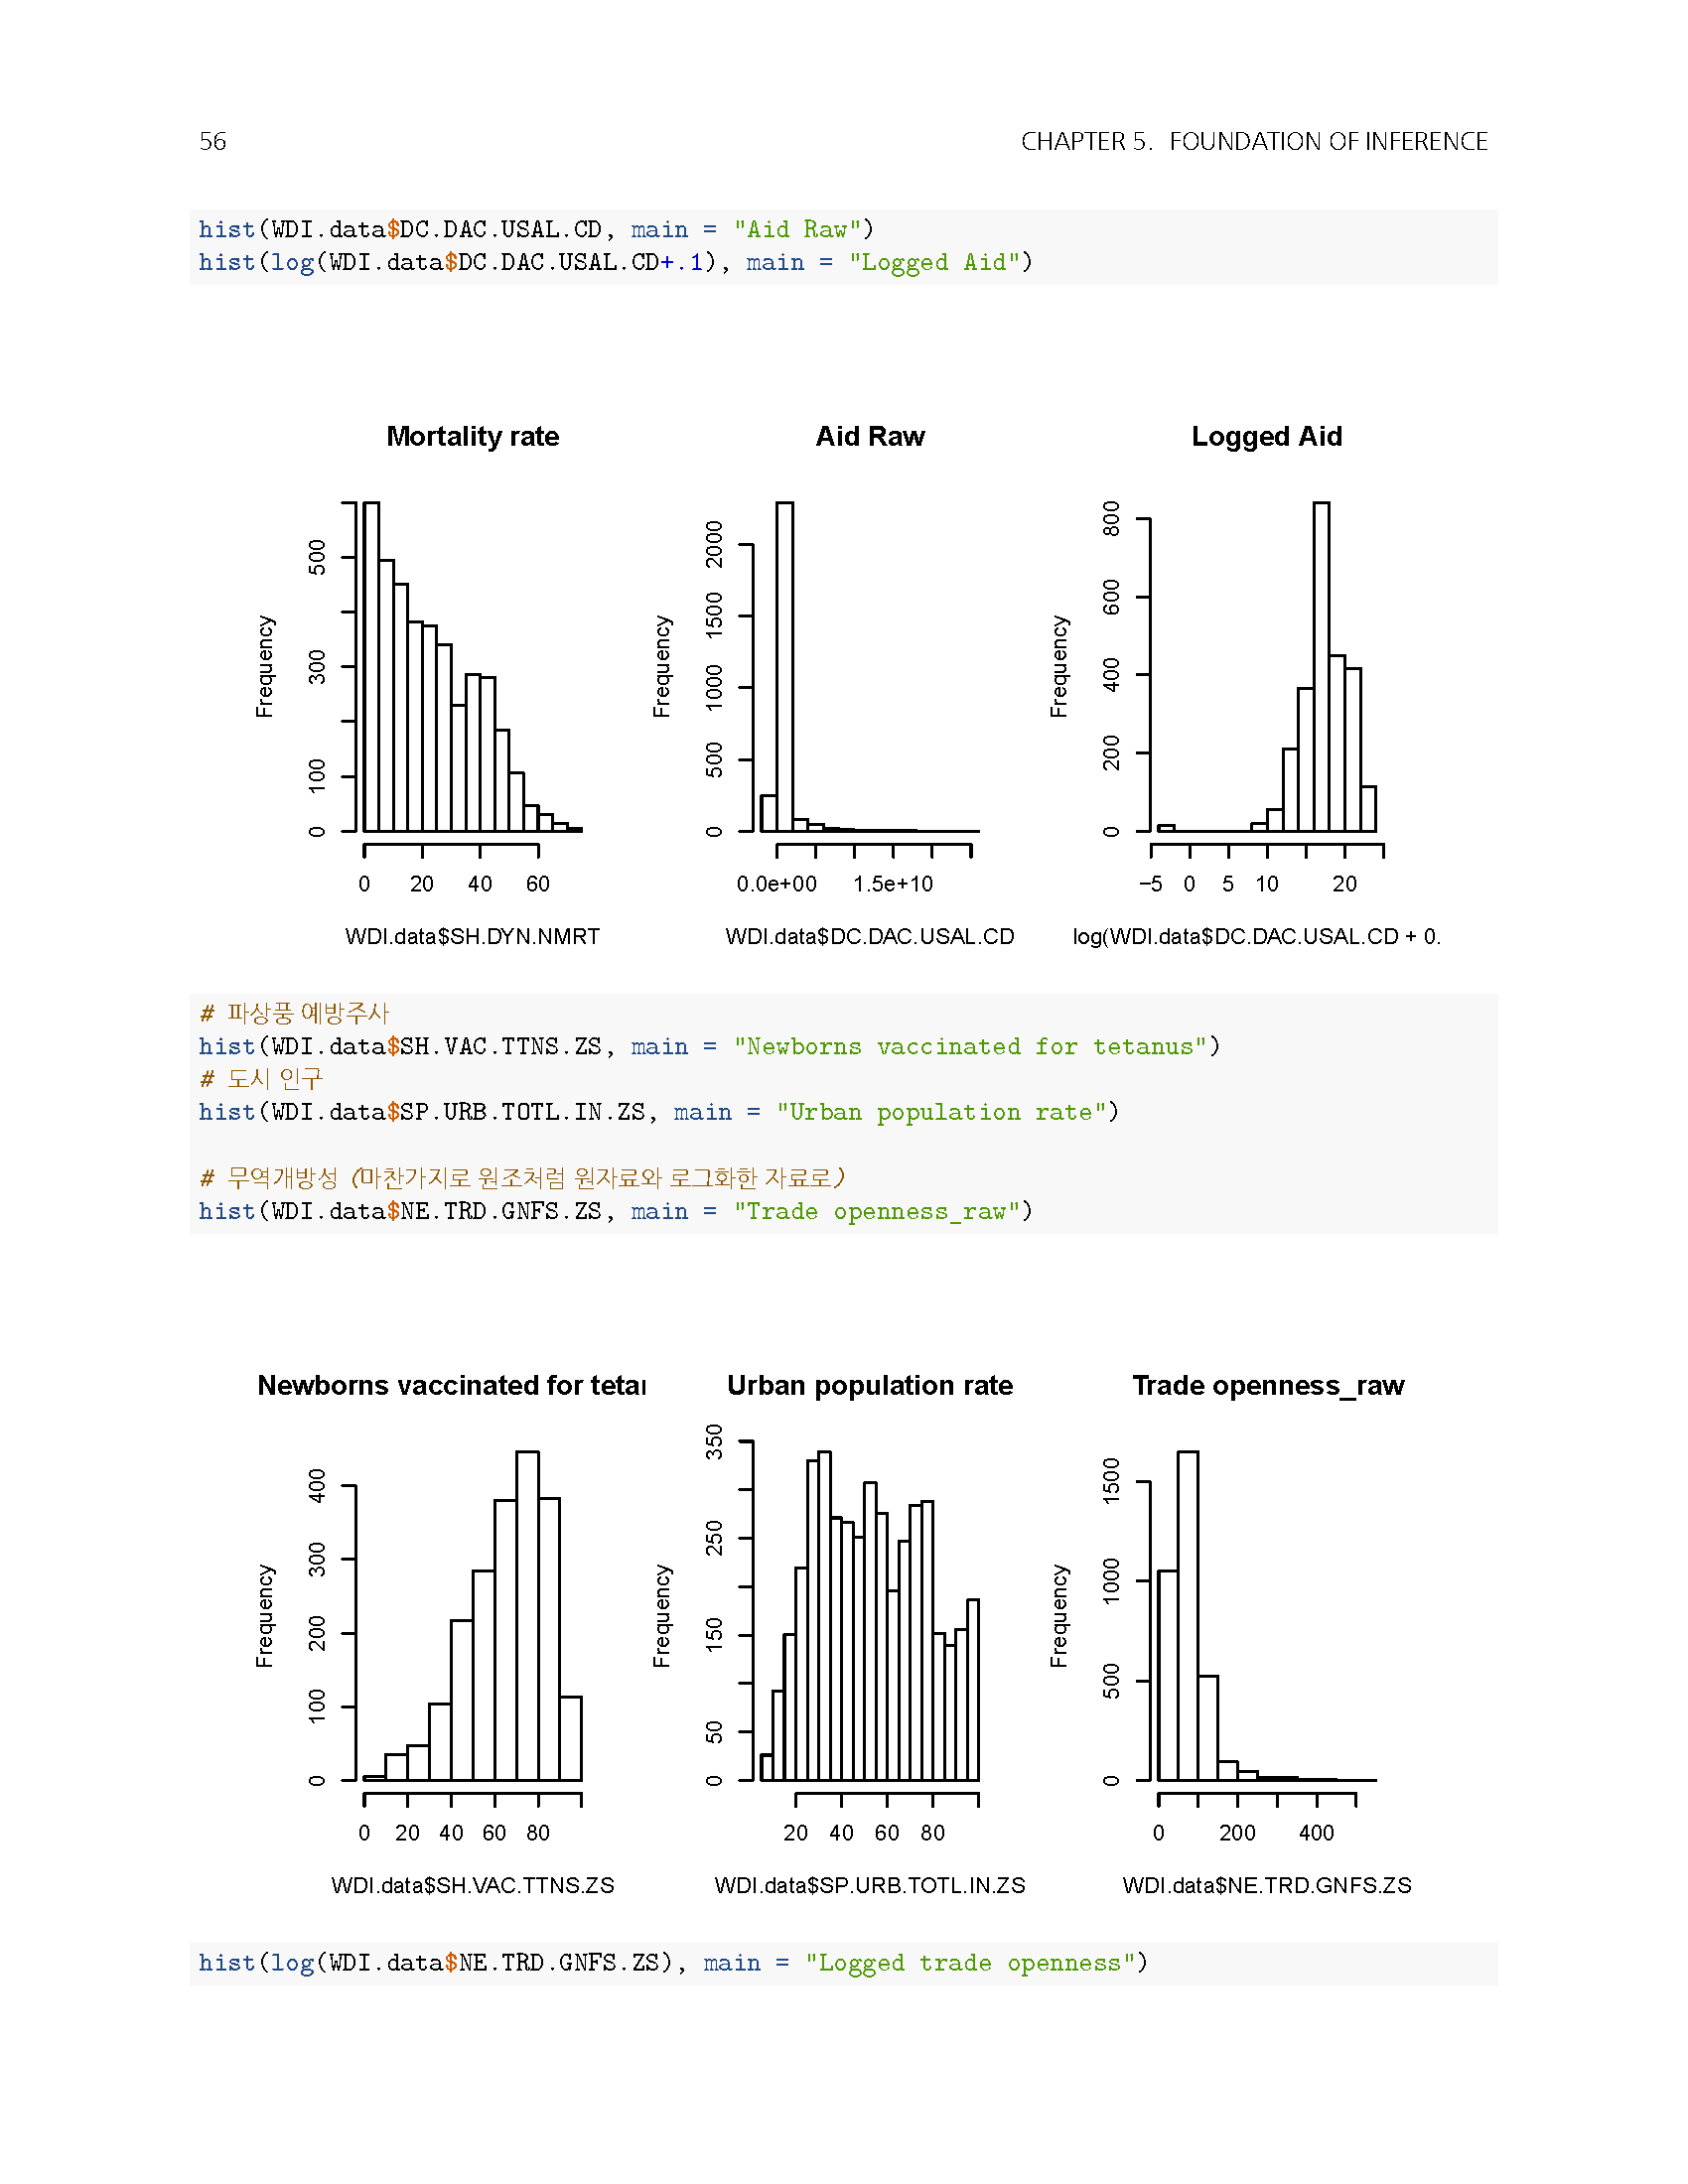 56
CHAPTER 5. FOUNDATION OF INFERENCE
hist(WDI.data$DC.DAC.USAL.CD, main = "Aid Raw")
hist(log(WDI.data$DC.DAC.USAL.CD+.1), main = "Logged Aid")
Mortality rate
Frequency
0 100 300 500
0 20 40 60
WDI.data$SH.DYN.NMRT
Aid Raw
Frequency
0 500 1000 1500 2000
0.0e+00 1.5e+10
WDI.data$DC.DAC.USAL.CD
Logged Aid
Frequency
0 200 400 600 800
−5 0 5 10 20
log(WDI.data$DC.DAC.USAL.CD + 0.
# 파상풍 예방주사
hist(WDI.data$SH.VAC.TTNS.ZS, main = "Newborns vaccinated for tetanus")
# 도시 인구
hist(WDI.data$SP.URB.TOTL.IN.ZS, main = "Urban population rate")
# 무역개방성 (마찬가지로 원조처럼 원자료와 로그화한 자료로)
hist(WDI.data$NE.TRD.GNFS.ZS, main = "Trade openness_raw")
Newborns vaccinated for teta
Frequency
0 100 200 300 400
0 20 40 60 80
WDI.data$SH.VAC.TTNS.ZS
Urban population rate
Frequency
0 50 150 250 350
20 40 60 80
WDI.data$SP.URB.TOTL.IN.ZS
Trade openness_raw
Frequency
0 500 1000 1500
0 200 400
WDI.data$NE.TRD.GNFS.ZS
hist(log(WDI.data$NE.TRD.GNFS.ZS), main = "Logged trade openness")